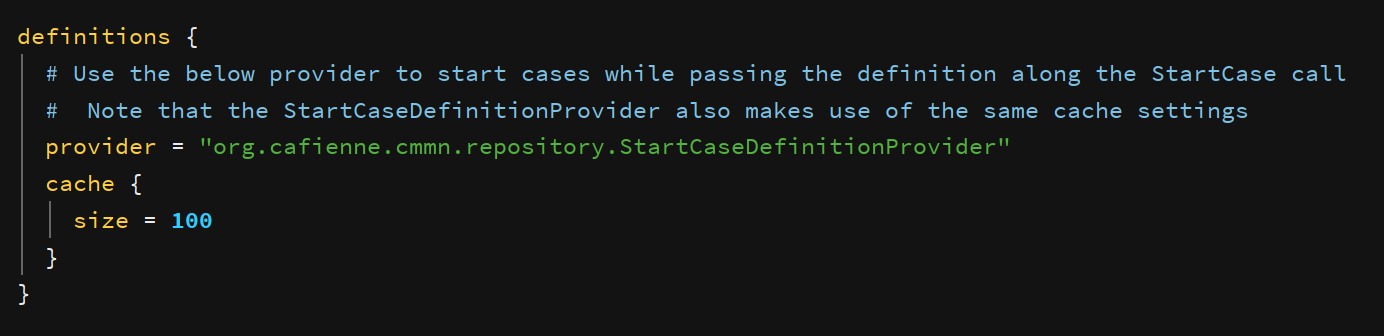 definitions {
  # Use the below provider to start cases while passing the definition along the StartCase call
  #  Note that the StartCaseDefinitionProvider also makes use of the same cache settings
  provider = "org.cafienne.cmmn.repository.StartCaseDefinitionProvider"
  cache {
    size = 100
  }
}